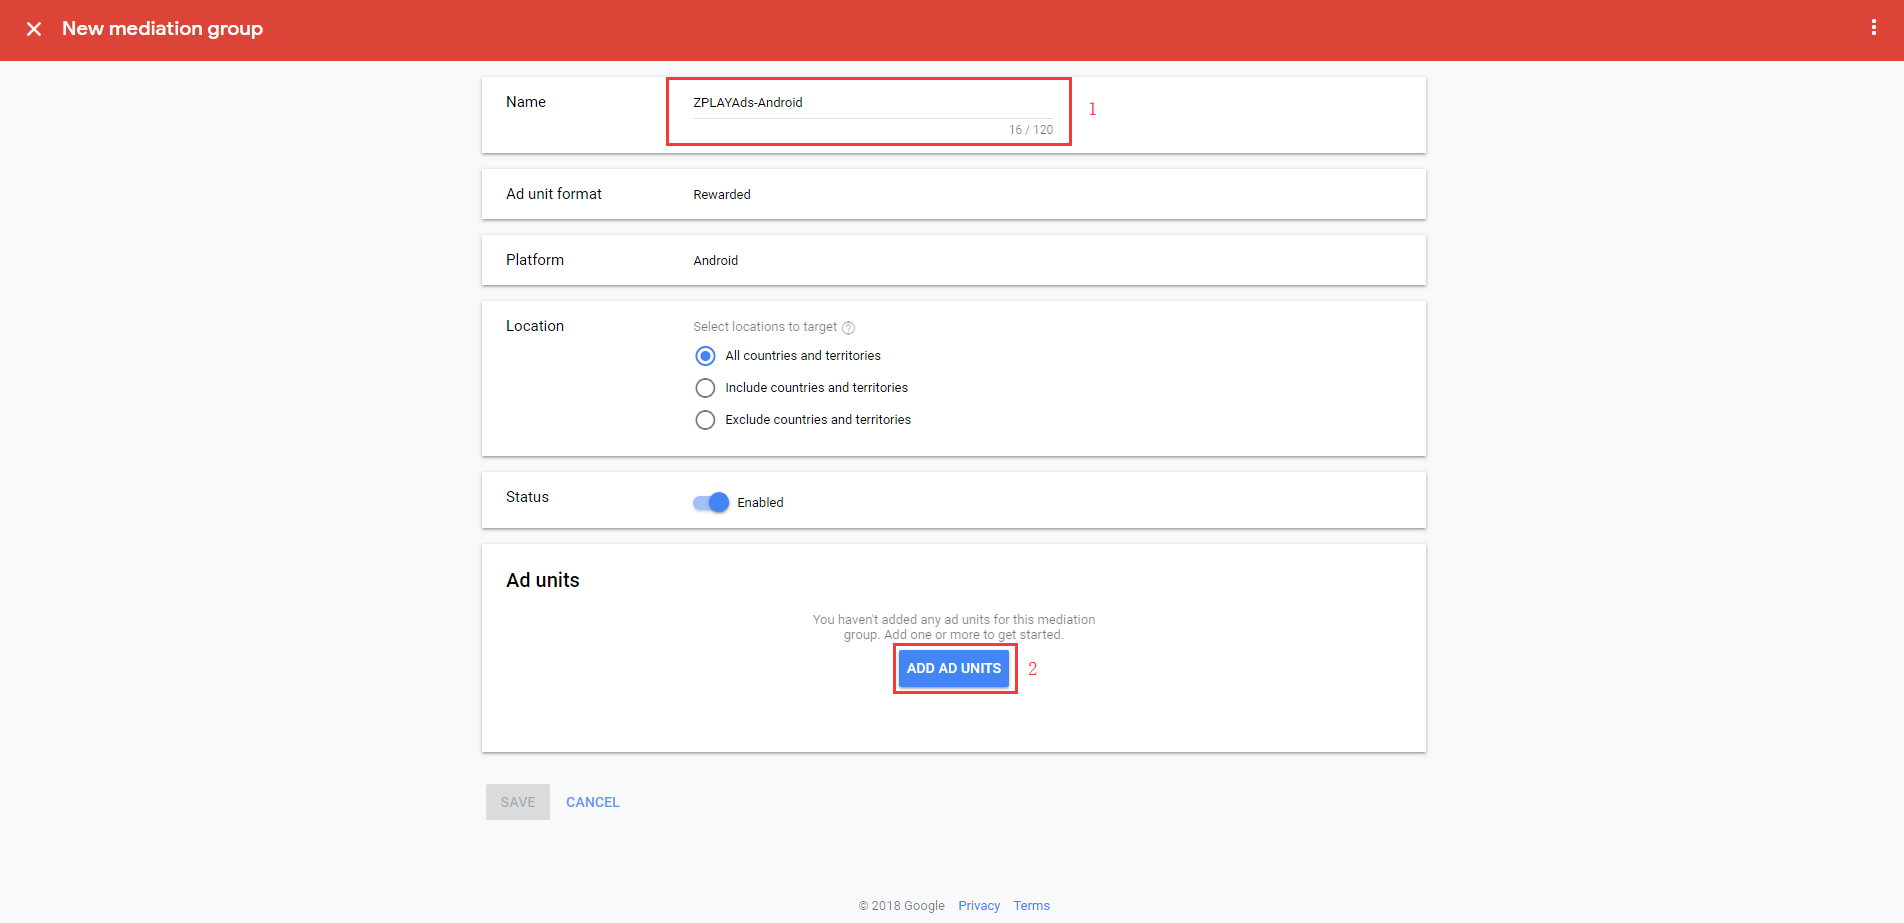 New mediation group
Name
ZPLAYAds-Android
1
16 / 120
Ad unit format
Rewarded
Platform
Android
Location
Select locations to target ?
All countries and territories
Include countries and territories
Exclude countries and territories
Status
Enabled
Ad units
You haven't added any ad units for this mediation
group. Add one or more to get started.
ADD AD UNITS
2
SAVE CANCEL
© 2018 Google Privacy Terms